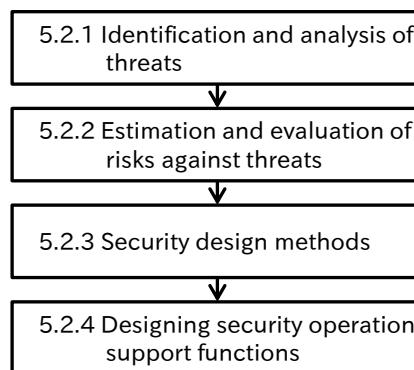 5.2.1 Identification and analysis of
threats
5.2.2 Estimation and evaluation of
risks against threats
5.2.3 Security design methods
5.2.4 Designing security operation
support functions